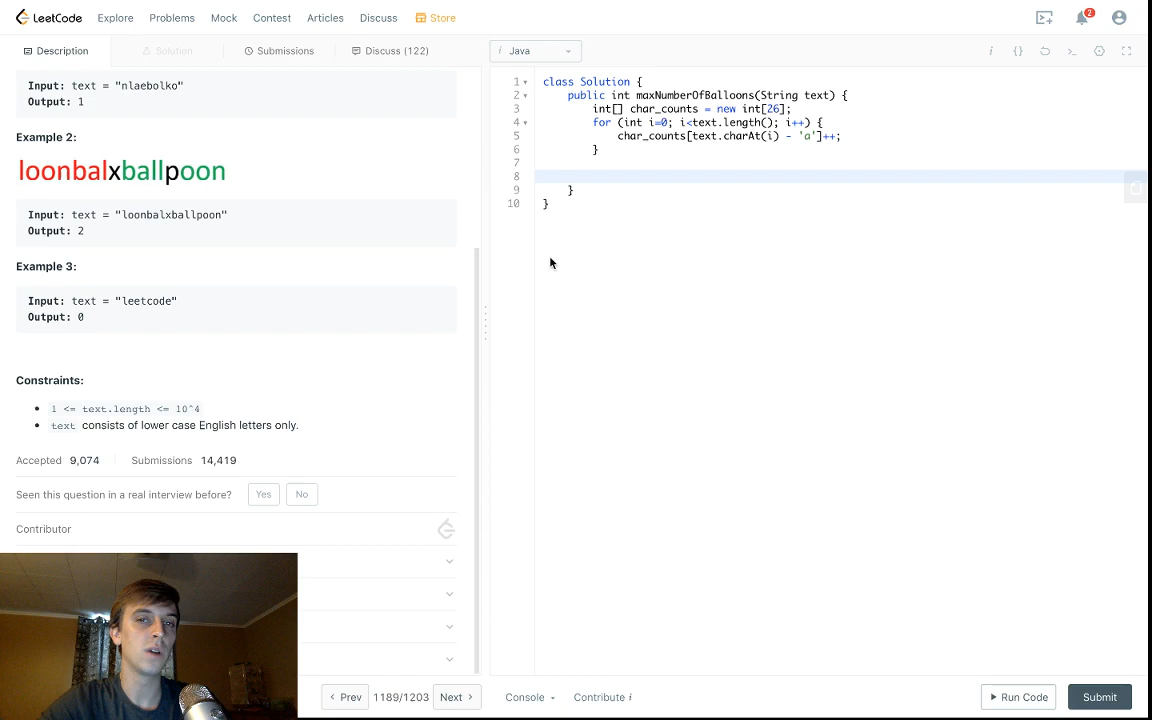 LeetCode Explore Problems Mock Contest Articles Discuss Store 2
Description Solution Submissions Discuss (122)
Input: text = "nlaebolko"
Output: 1
Example 2:
loonbalxballpoon
Input: text = "loonbalxballpoon"
Output: 2
Example 3:
Input: text = "leetcode"
Output: 0
Constraints:
1 <= text.length <= 10^4
text consists of lower case English letters only.
Accepted 9,074 Submissions 14,419
Seen this question in a real interview before? Yes No
Contributor
Prev 1189/1203 Next
i Java
1 class Solution {
2 public int maxNumberOfBalloons(String text) {
3 int[] char_counts = new int[26];
4 for (int i=0; i<text.length(); i++) {
5 char_counts[text.charAt(i) - 'a']++;
6 }
7
8
9 }
10 }
Console Contribute i Run Code Submit